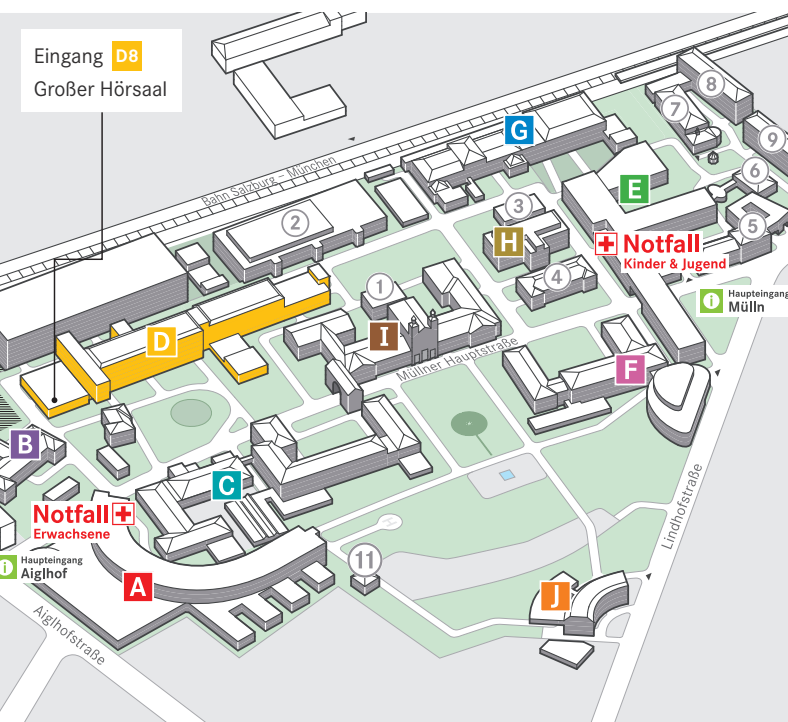 Eingang D8
Großer Hörsaal
Bahn Salzburg – München
G
8
7
9
E
6
3
2
H
5
Notfall
Kinder & Jugend
4
1
i
Haupteingang
Mülln
I
D
Müllner Hauptstraße
F
B
C
Lindhofstraße
Notfall
Erwachsene
H
11
i
Haupteingang
Aiglhof
A
J
Aiglhofstraße